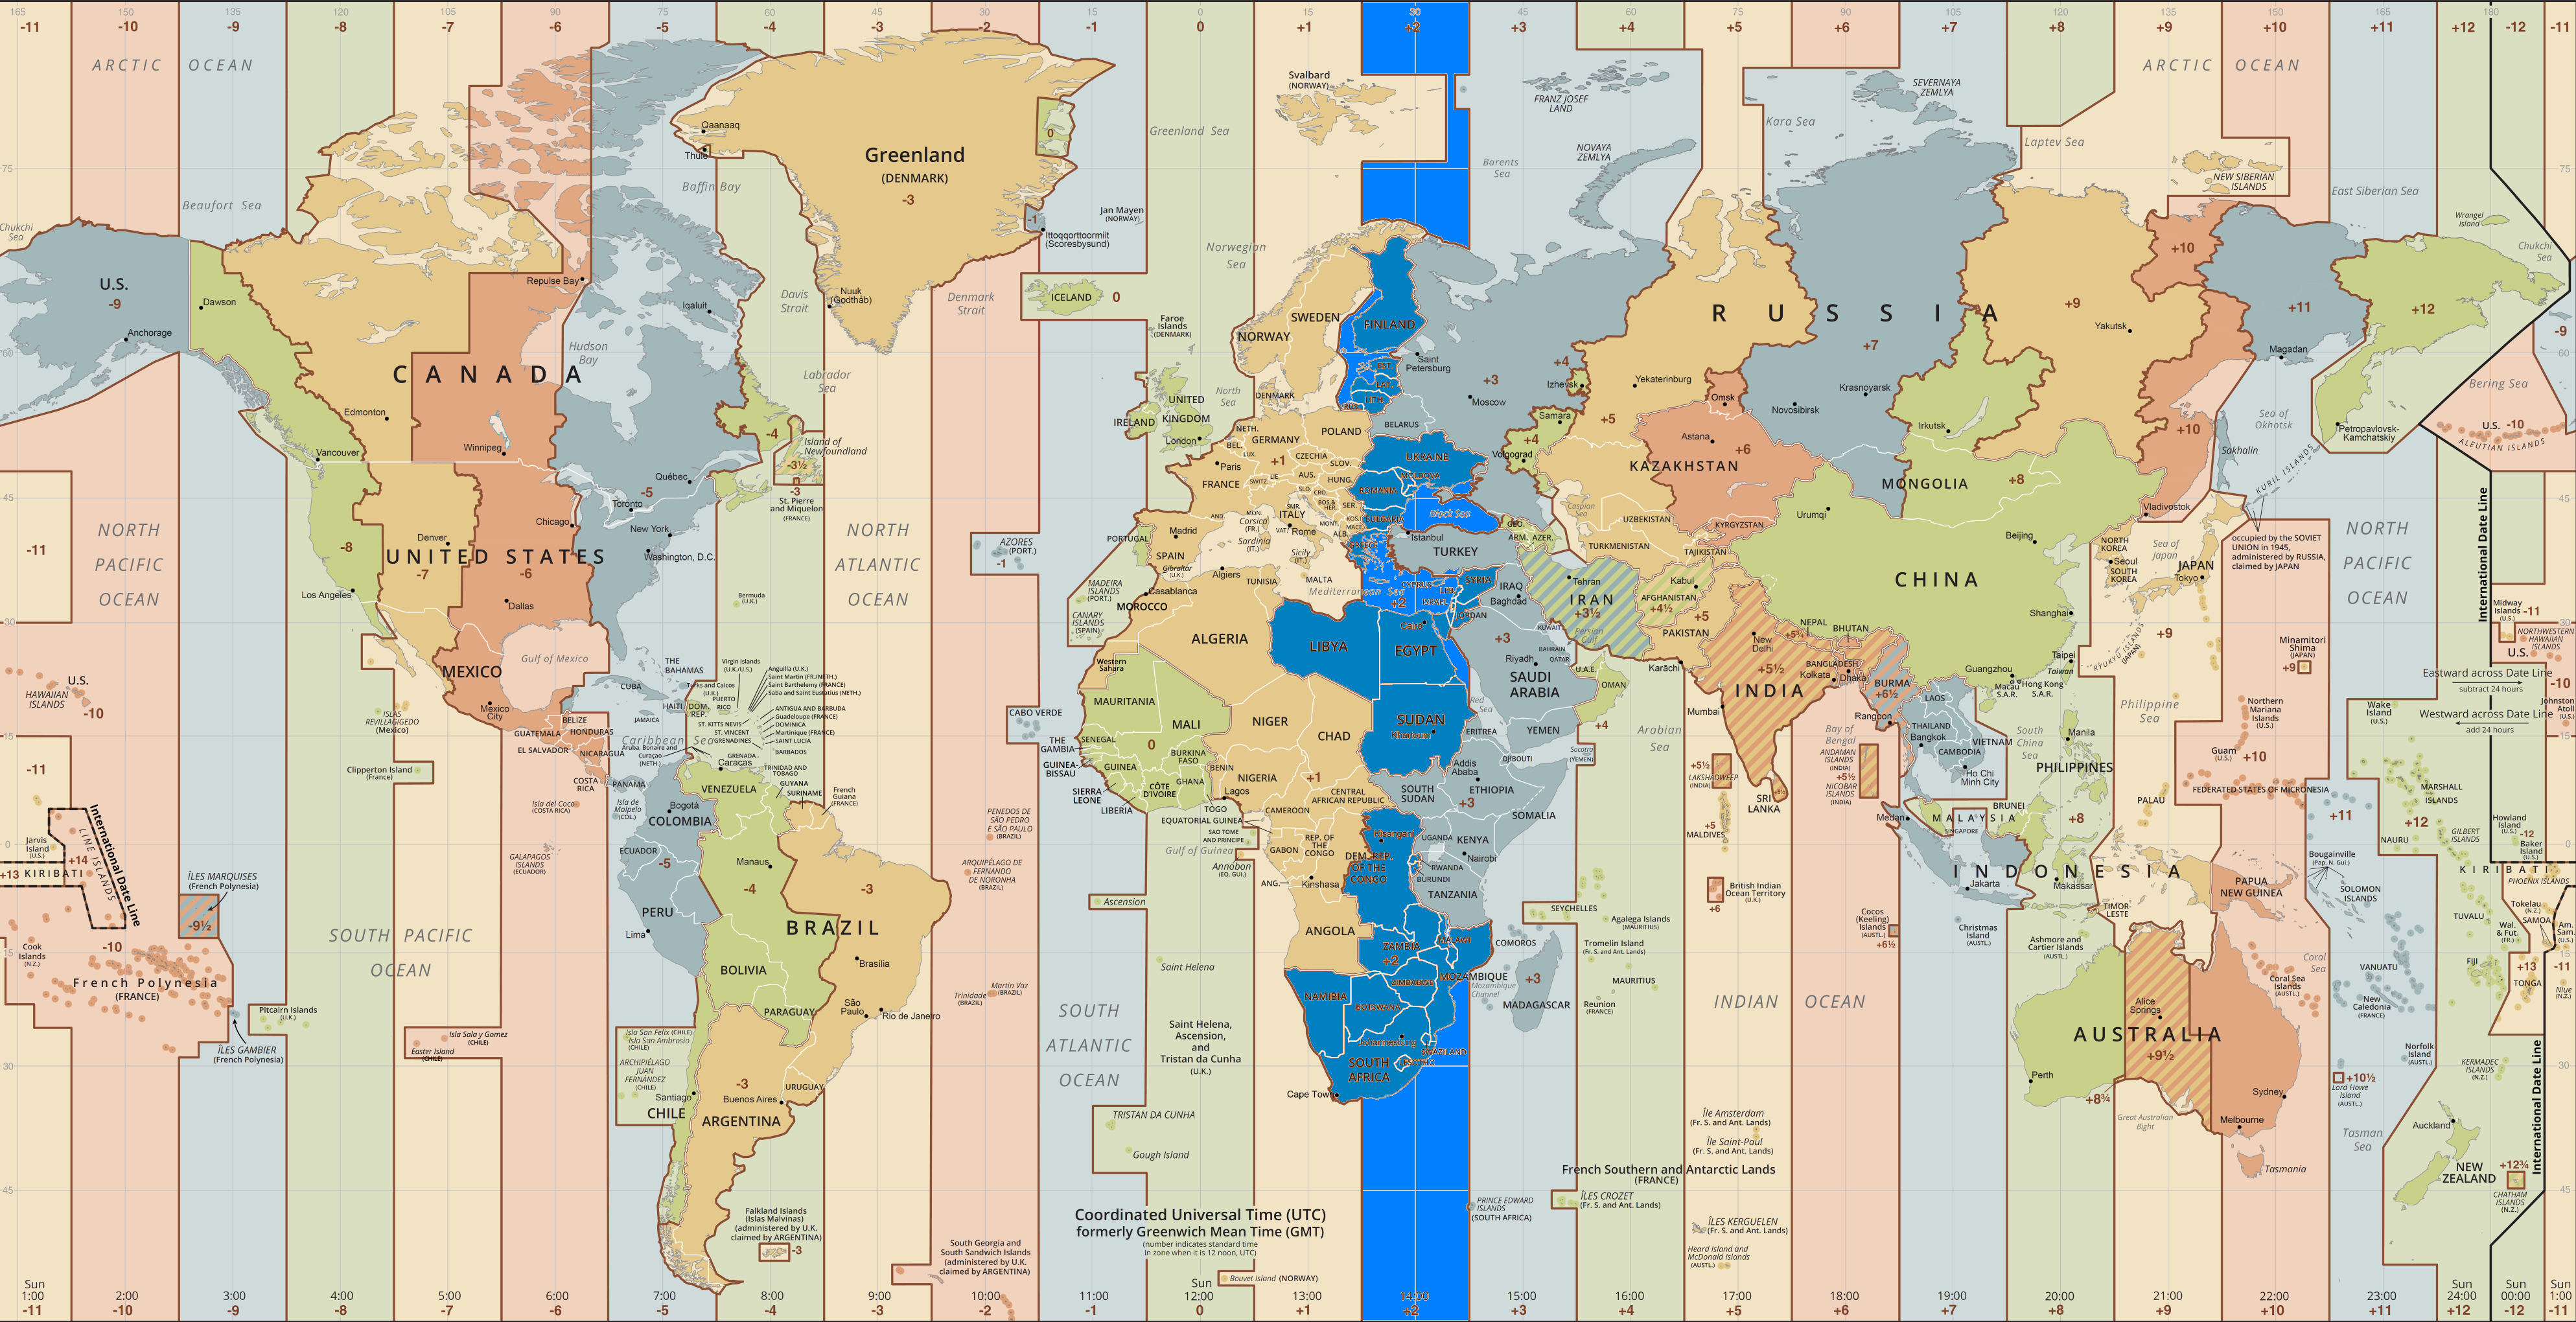 165 150 135 120 105 90 75 60 45 30 15 0 15 30 45 60 75 90 105 120 135 150 165 180
-11 -10 -9 -8 -7 -6 -5 -4 -3 -2 -1 0 +1 +2 +3 +4 +5 +6 +7 +8 +9 +10 +11 +12 -12 -11
ARCTIC OCEAN
ARCTIC OCEAN
Svalbard
(NORWAY)
FRANZ JOSEF
LAND
SEVERNAYA
ZEMLYA
Kara Sea
Laptev Sea
Qaanaaq
Thule
Greenland
(DENMARK)
-3
0
Greenland Sea
Barents
Sea
NOVAYA
ZEMLYA
NEW SIBERIAN
ISLANDS
East Siberian Sea
75
75
Baffin Bay
Beaufort Sea
Chukchi
Sea
-1
Ittoqqortoormiit
(Scoresbysund)
Jan Mayen
(NORWAY)
Norwegian
Sea
Wrangel
Island
Chukchi
Sea
U.S.
-9
Anchorage
Dawson
Repulse Bay
Iqaluit
Davis
Strait
Nuuk
(Godthåb)
Denmark
Strait
ICELAND
0
Faroe
Islands
(DENMARK)
NORWAY
SWEDEN
FINLAND
Saint
Petersburg
RUSSIA
+10
+9
+11
+12
Yakutsk
Magadan
-9
60
60
CANADA
Hudson
Bay
Labrador
Sea
North
Sea
EST.
LAT.
LITH.
RUS.
+3
Moscow
+4
Izhevsk
Yekaterinburg
+7
Krasnoyarsk
Novosibirsk
Omsk
Bering Sea
Edmonton
Vancouver
Winnipeg
-4
-3½
Island of
Newfoundland
-3
St. Pierre
and Miquelon
(FRANCE)
UNITED
KINGDOM
IRELAND
London
DENMARK
NETH.
BEL.
LUX.
GERMANY
POLAND
BELARUS
UKRAINE
MOLDOVA
CZECHIA
SLOV.
AUS.
HUNG.
ROMANIA
Samara
+4
Volgograd
+5
Astana
+6
KAZAKHSTAN
Irkutsk
+8
MONGOLIA
+10
Sakhalin
Sea of
Okhotsk
Petropavlovsk-
Kamchatskiy
U.S. -10
ALEUTIAN ISLANDS
KURIL ISLANDS
45
45
Québec
-5
Toronto
Chicago
New York
Washington, D.C.
Paris
FRANCE
SWITZ.
LIE.
+1
SLO.
CRO.
BOS.&
HER.
SER.
MONT.
KOS.
MACE.
ALB.
BULGARIA
GREECE
Black Sea
Istanbul
TURKEY
GEO.
ARM.
AZER.
Caspian
Sea
UZBEKISTAN
TURKMENISTAN
KYRGYZSTAN
TAJIKISTAN
Urumqi
Beijing
CHINA
Vladivostok
NORTH
KOREA
Seoul
SOUTH
KOREA
Sea of
Japan
JAPAN
Tokyo
occupied by the SOVIET
UNION in 1945,
administered by RUSSIA,
claimed by JAPAN
NORTH
PACIFIC
OCEAN
-11
-8
Denver
UNITED STATES
-7
-6
Los Angeles
Dallas
Bermuda
(U.K.)
NORTH
ATLANTIC
OCEAN
AZORES
(PORT.)
-1
MADEIRA
ISLANDS
(PORT.)
CANARY
ISLANDS
(SPAIN)
AND.
MON.
Corsica
(FR.)
SMR.
ITALY
VAT.
Rome
Sardinia
(IT.)
Sicily
(IT.)
PORTUGAL
Madrid
SPAIN
Gibraltar
(U.K.)
Algiers
TUNISIA
MALTA
Mediterranean Sea
+2
CYPRUS
LEB.
ISRAEL
SYRIA
JORDAN
IRAQ
Baghdad
Tehran
IRAN
+3½
Kabul
AFGHANISTAN
+4½
KUWAIT
Persian
Gulf
PAKISTAN
+5
Karāchi
Shanghai
NORTH
PACIFIC
OCEAN
International Date Line
Midway
Islands
(U.S.)
-11
NORTHWESTERN
HAWAIIAN
ISLANDS
U.S.
-10
30
30
Casablanca
MOROCCO
Western
Sahara
ALGERIA
LIBYA
Cairo
EGYPT
+3
BAHRAIN
QATAR
Riyadh
SAUDI
ARABIA
U.A.E.
OMAN
+4
New
Delhi
+5¾
NEPAL
BHUTAN
BANGLADESH
Dhaka
Kolkata
+5½
INDIA
Mumbai
BURMA
+6½
Rangoon
LAOS
Guangzhou
Macau
S.A.R.
Hong Kong
S.A.R.
Taipei
Taiwan
RYUKYU ISLANDS
(JAPAN)
+9
Minamitori
Shima
(JAPAN)
+9
Eastward across Date Line
subtract 24 hours
Westward across Date Line
add 24 hours
Johnston
Atoll
(U.S.)
Wake
Island
(U.S.)
U.S.
HAWAIIAN
ISLANDS
-10
Gulf of Mexico
MEXICO
Mexico
City
ISLAS
REVILLAGIGEDO
(Mexico)
THE
BAHAMAS
CUBA
HAITI
DOM.
REP.
JAMAICA
Turks and Caicos
(U.K.)
Virgin Islands
(U.K./U.S.)
PUERTO
RICO
Anguilla (U.K.)
Saint Martin (FR./NETH.)
Saint Barthelemy (FRANCE)
Saba and Saint Eustatius (NETH.)
ST. KITTS NEVIS
ST. VINCENT
GRENADINES
ANTIGUA AND BARBUDA
Guadeloupe (FRANCE)
DOMINICA
Martinique (FRANCE)
SAINT LUCIA
BARBADOS
GRENADA
TRINIDAD AND
TOBAGO
BELIZE
GUATEMALA
HONDURAS
EL SALVADOR
NICARAGUA
COSTA
RICA
PANAMA
Caribbean Sea
Aruba, Bonaire and
Curaçao
(NETH.)
15
15
CABO VERDE
THE
GAMBIA
GUINEA-
BISSAU
SENEGAL
MAURITANIA
MALI
0
GUINEA
SIERRA
LEONE
LIBERIA
BURKINA
FASO
CÔTE
D'IVOIRE
GHANA
TOGO
BENIN
NIGER
NIGERIA
Lagos
CHAD
+1
SUDAN
Khartoum
Red
Sea
ERITREA
YEMEN
Socotra
(YEMEN)
DJIBOUTI
Addis
Ababa
ETHIOPIA
+3
SOMALIA
SOUTH
SUDAN
CENTRAL
AFRICAN REPUBLIC
CAMEROON
EQUATORIAL GUINEA
SAO TOME
AND PRINCIPE
Gulf of Guinea
Annobón
(EQ. GUI.)
GABON
REP. OF
THE
CONGO
Kisangani
DEM. REP.
OF THE
CONGO
Kinshasa
ANG.
UGANDA
KENYA
Nairobi
RWANDA
BURUNDI
TANZANIA
Arabian
Sea
Bay of
Bengal
ANDAMAN
ISLANDS
(INDIA)
+5½
NICOBAR
ISLANDS
(INDIA)
+5½
LAKSHADWEEP
(INDIA)
SRI
LANKA
+5
MALDIVES
THAILAND
Bangkok
VIETNAM
CAMBODIA
Ho Chi
Minh City
South
China
Sea
Manila
PHILIPPINES
Philippine
Sea
Northern
Mariana
Islands
(U.S.)
Guam
(U.S.)
+10
FEDERATED STATES OF MICRONESIA
PALAU
MARSHALL
ISLANDS
+11
+12
NAURU
GILBERT
ISLANDS
Howland
Island
(U.S.)
-12
Baker
Island
(U.S.)
Medan
MALAYSIA
SINGAPORE
BRUNEI
+8
INDONESIA
Jakarta
Makassar
TIMOR-
LESTE
PAPUA
NEW GUINEA
Bougainville
(Pap. N. Gui.)
SOLOMON
ISLANDS
KIRIBATI
PHOENIX ISLANDS
-11
Clipperton Island
(France)
Isla del Coco
(COSTA RICA)
Isla de
Malpelo
(COL.)
GALAPAGOS
ISLANDS
(ECUADOR)
Caracas
VENEZUELA
GUYANA
SURINAME
French
Guiana
(FRANCE)
Bogotá
COLOMBIA
ECUADOR
-5
PERU
Lima
Manaus
-4
-3
BRAZIL
PENEDOS DE
SÃO PEDRO
E SÃO PAULO
(BRAZIL)
ARQUIPÉLAGO DE
FERNANDO
DE NORONHA
(BRAZIL)
Ascension
0
0
Jarvis
Island
(U.S.)
+14
LINE ISLANDS
International Date Line
+13 KIRIBATI
ÎLES MARQUISES
(French Polynesia)
-9½
-10
Cook
Islands
(N.Z.)
French Polynesia
(FRANCE)
Pitcairn Islands
(U.K.)
ÎLES GAMBIER
(French Polynesia)
SOUTH PACIFIC
OCEAN
Isla Sala y Gomez
(CHILE)
Easter Island
(CHILE)
BOLIVIA
Brasília
PARAGUAY
São
Paulo
Rio de Janeiro
Trinidade
(BRAZIL)
Martin Vaz
(BRAZIL)
Saint Helena
SOUTH
ATLANTIC
OCEAN
Saint Helena,
Ascension,
and
Tristan da Cunha
(U.K.)
ANGOLA
ZAMBIA
+2
MALAWI
MOZAMBIQUE
Mozambique
Channel
ZIMBABWE
NAMIBIA
BOTSWANA
Johannesburg
SWAZILAND
LESOTHO
SOUTH
AFRICA
Cape Town
COMOROS
+3
MADAGASCAR
SEYCHELLES
Agalega Islands
(MAURITIUS)
Tromelin Island
(Fr. S. and Ant. Lands)
MAURITIUS
Reunion
(FRANCE)
British Indian
Ocean Territory
(U.K.)
+6
INDIAN OCEAN
Cocos
(Keeling)
Islands
(AUSTL.)
+6½
Christmas
Island
(AUSTL.)
Ashmore and
Cartier Islands
(AUSTL.)
Alice
Springs
AUSTRALIA
+9½
Perth
+8¾
Great Australian
Bight
Sydney
Melbourne
Tasmania
Coral
Sea
Coral Sea
Islands
(AUSTL.)
VANUATU
New
Caledonia
(FRANCE)
Norfolk
Island
(AUSTL.)
+10½
Lord Howe
Island
(AUSTL.)
Tasman
Sea
TUVALU
Tokelau
(N.Z.)
SAMOA
Wal.
& Fut.
(FR.)
Am.
Sam.
(U.S.)
FIJI
+13
TONGA
-11
Niue
(N.Z.)
KERMADEC
ISLANDS
(N.Z.)
International Date Line
Auckland
NEW
ZEALAND
+12¾
CHATHAM
ISLANDS
(N.Z.)
15
15
30
30
45
45
Isla San Felix (CHILE)
Isla San Ambrosio
(CHILE)
ARCHIPIÉLAGO
JUAN
FERNÁNDEZ
(CHILE)
Santiago
CHILE
-3
URUGUAY
Buenos Aires
ARGENTINA
TRISTAN DA CUNHA
Gough Island
Île Amsterdam
(Fr. S. and Ant. Lands)
Île Saint-Paul
(Fr. S. and Ant. Lands)
French Southern and Antarctic Lands
(FRANCE)
PRINCE EDWARD
ISLANDS
(SOUTH AFRICA)
ÎLES CROZET
(Fr. S. and Ant. Lands)
ÎLES KERGUELEN
(Fr. S. and Ant. Lands)
Heard Island and
McDonald Islands
(AUSTL.)
Falkland Islands
(Islas Malvinas)
(administered by U.K.
claimed by ARGENTINA)
-3
South Georgia and
South Sandwich Islands
(administered by U.K.
claimed by ARGENTINA)
Coordinated Universal Time (UTC)
formerly Greenwich Mean Time (GMT)
(number indicates standard time
in zone when it is 12 noon, UTC)
Bouvet Island (NORWAY)
Sun Sun Sun Sun Sun
1:00 2:00 3:00 4:00 5:00 6:00 7:00 8:00 9:00 10:00 11:00 12:00 13:00 14:00 15:00 16:00 17:00 18:00 19:00 20:00 21:00 22:00 23:00 24:00 00:00 1:00
-11 -10 -9 -8 -7 -6 -5 -4 -3 -2 -1 0 +1 +2 +3 +4 +5 +6 +7 +8 +9 +10 +11 +12 -12 -11